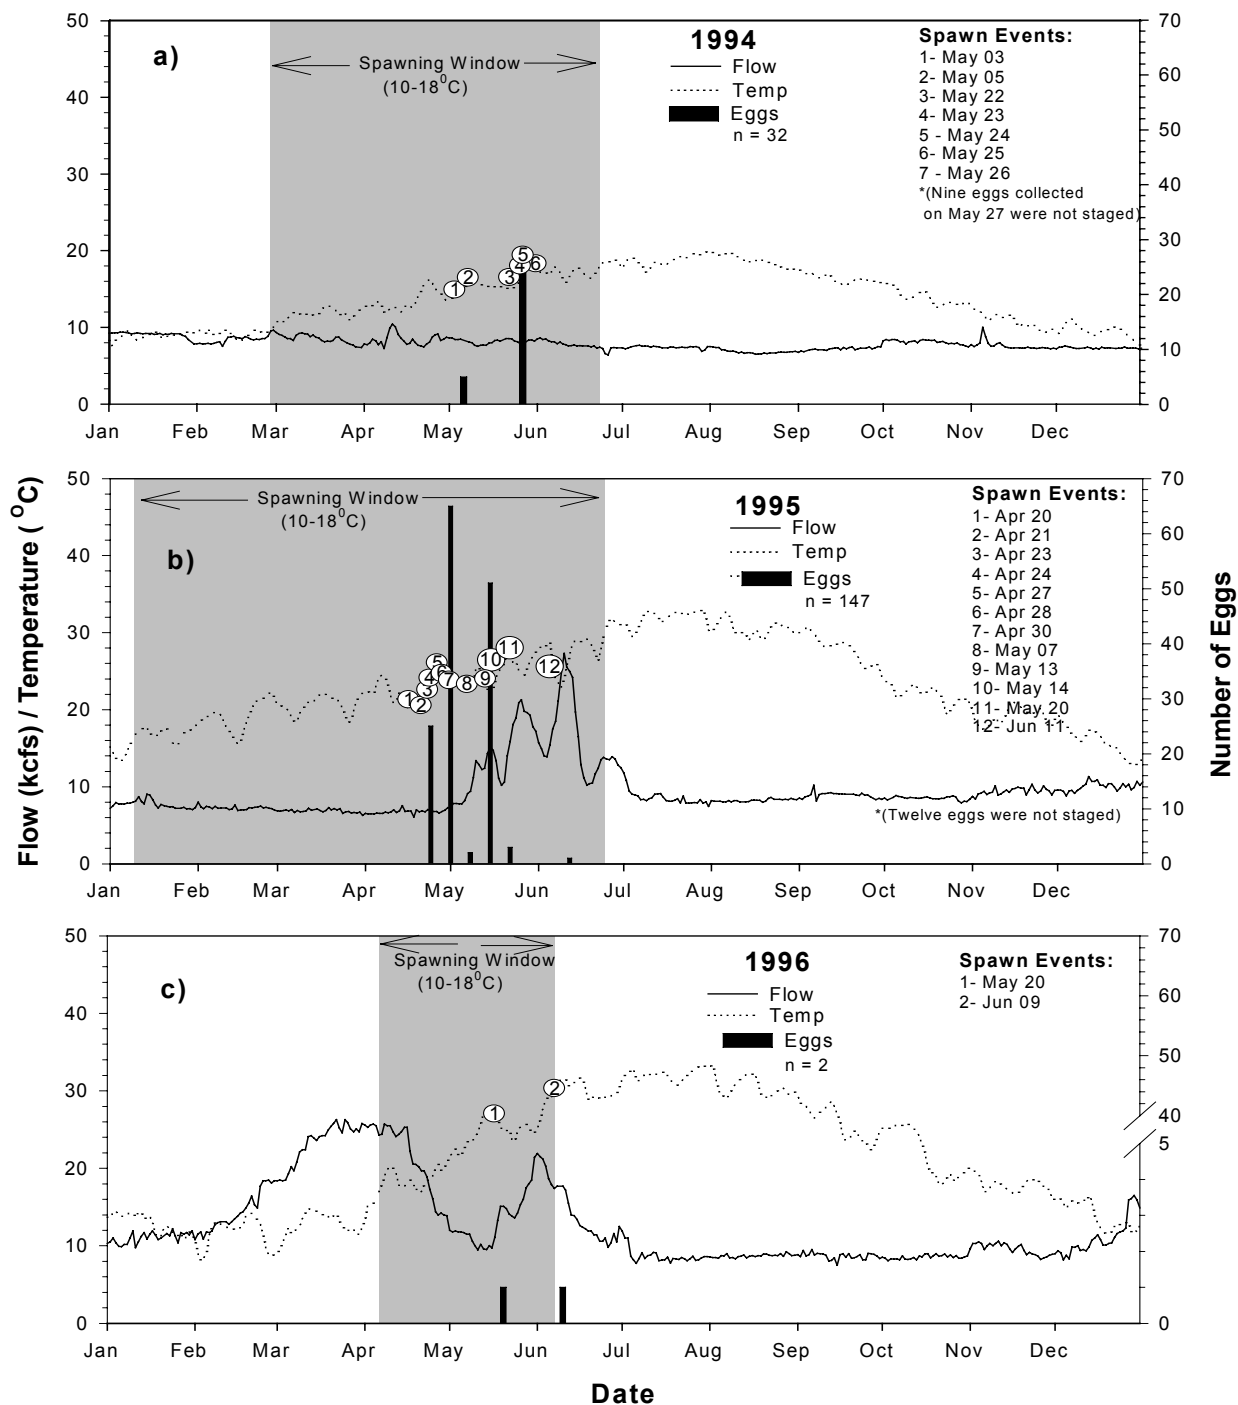 a)
Spawning Window
(10-18⁰C)
1994
Flow
Temp
Eggs
n = 32
Spawn Events:
1- May 03
2- May 05
3- May 22
4- May 23
5 - May 24
6- May 25
7 - May 26
*(Nine eggs collected
on May 27 were not staged)
50
40
30
20
10
0
70
60
50
40
30
20
10
0
1
2
3
4
5
6
Jan Feb Mar Apr May Jun Jul Aug Sep Oct Nov Dec
Flow (kcfs) / Temperature ( ⁰C)
Number of Eggs
b)
Spawning Window
(10-18⁰C)
1995
Flow
Temp
Eggs
n = 147
Spawn Events:
1- Apr 20
2- Apr 21
3- Apr 23
4- Apr 24
5- Apr 27
6- Apr 28
7- Apr 30
8- May 07
9- May 13
10- May 14
11- May 20
12- Jun 11
*(Twelve eggs were not staged)
50
40
30
20
10
0
70
60
50
40
30
20
10
0
1
2
3
4
5
6
7
8
9
10
11
12
Jan Feb Mar Apr May Jun Jul Aug Sep Oct Nov Dec
c)
Spawning Window
(10-18⁰C)
1996
Flow
Temp
Eggs
n = 2
Spawn Events:
1- May 20
2- Jun 09
50
40
30
20
10
0
70
60
50
40
5
0
1
2
Jan Feb Mar Apr May Jun Jul Aug Sep Oct Nov Dec
Date